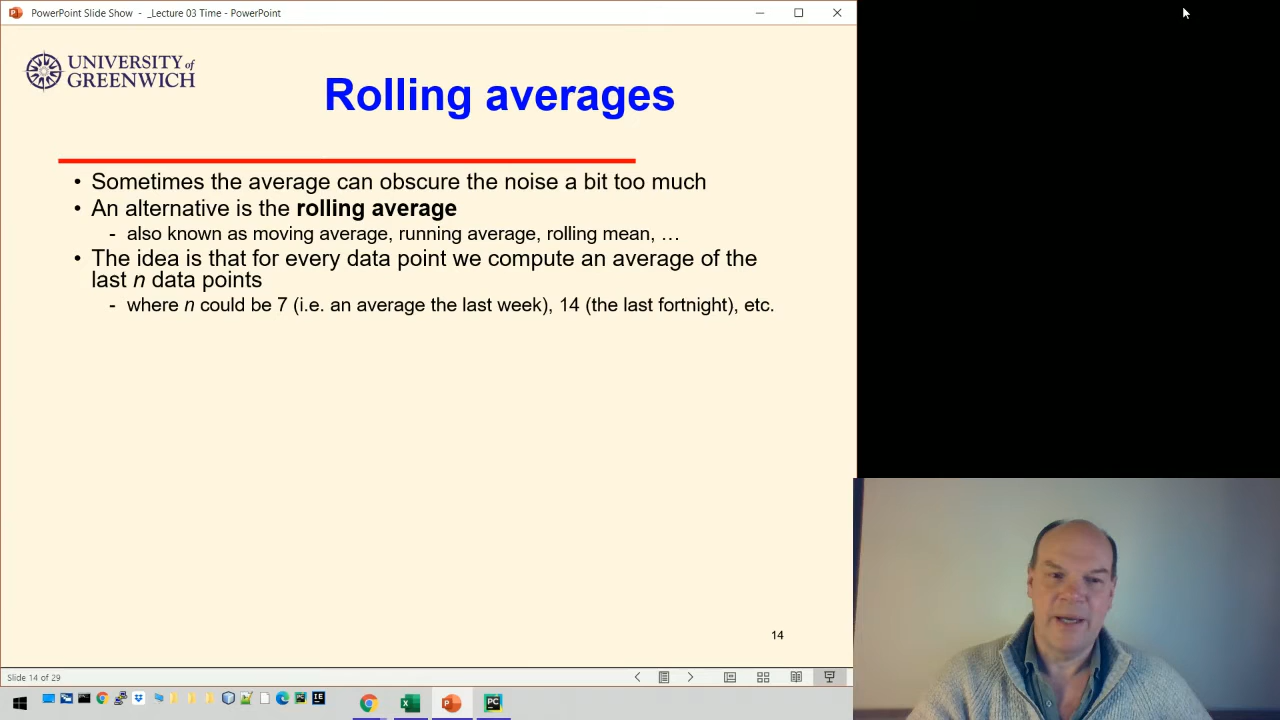 PowerPoint Slide Show - _Lecture 03 Time - PowerPoint
UNIVERSITY of
GREENWICH
Rolling averages
• Sometimes the average can obscure the noise a bit too much
• An alternative is the rolling average
- also known as moving average, running average, rolling mean, …
• The idea is that for every data point we compute an average of the
last n data points
- where n could be 7 (i.e. an average the last week), 14 (the last fortnight), etc.
14
Slide 14 of 29
PC
IE